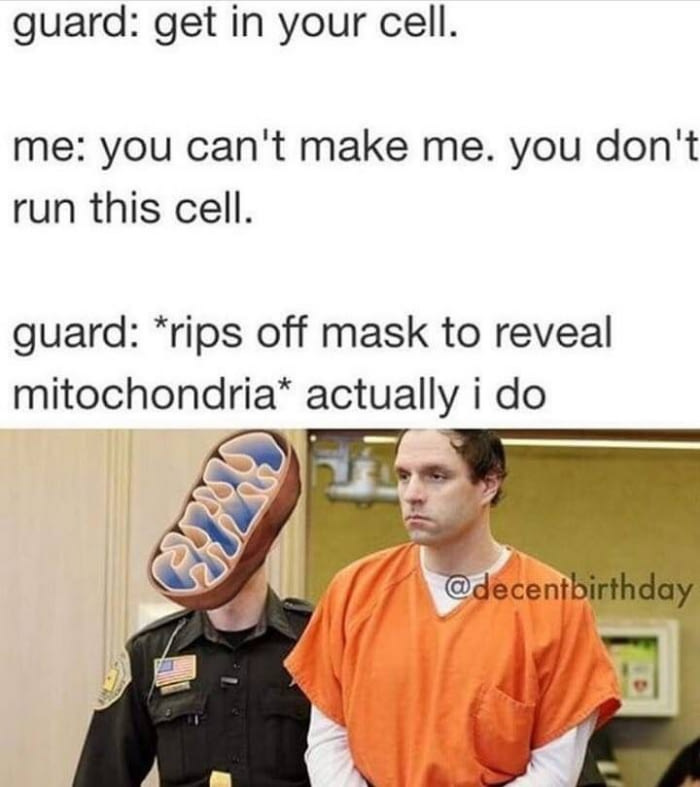 guard: get in your cell.
me: you can't make me. you don't
run this cell.
guard: *rips off mask to reveal
mitochondria* actually i do
@decentbirthday